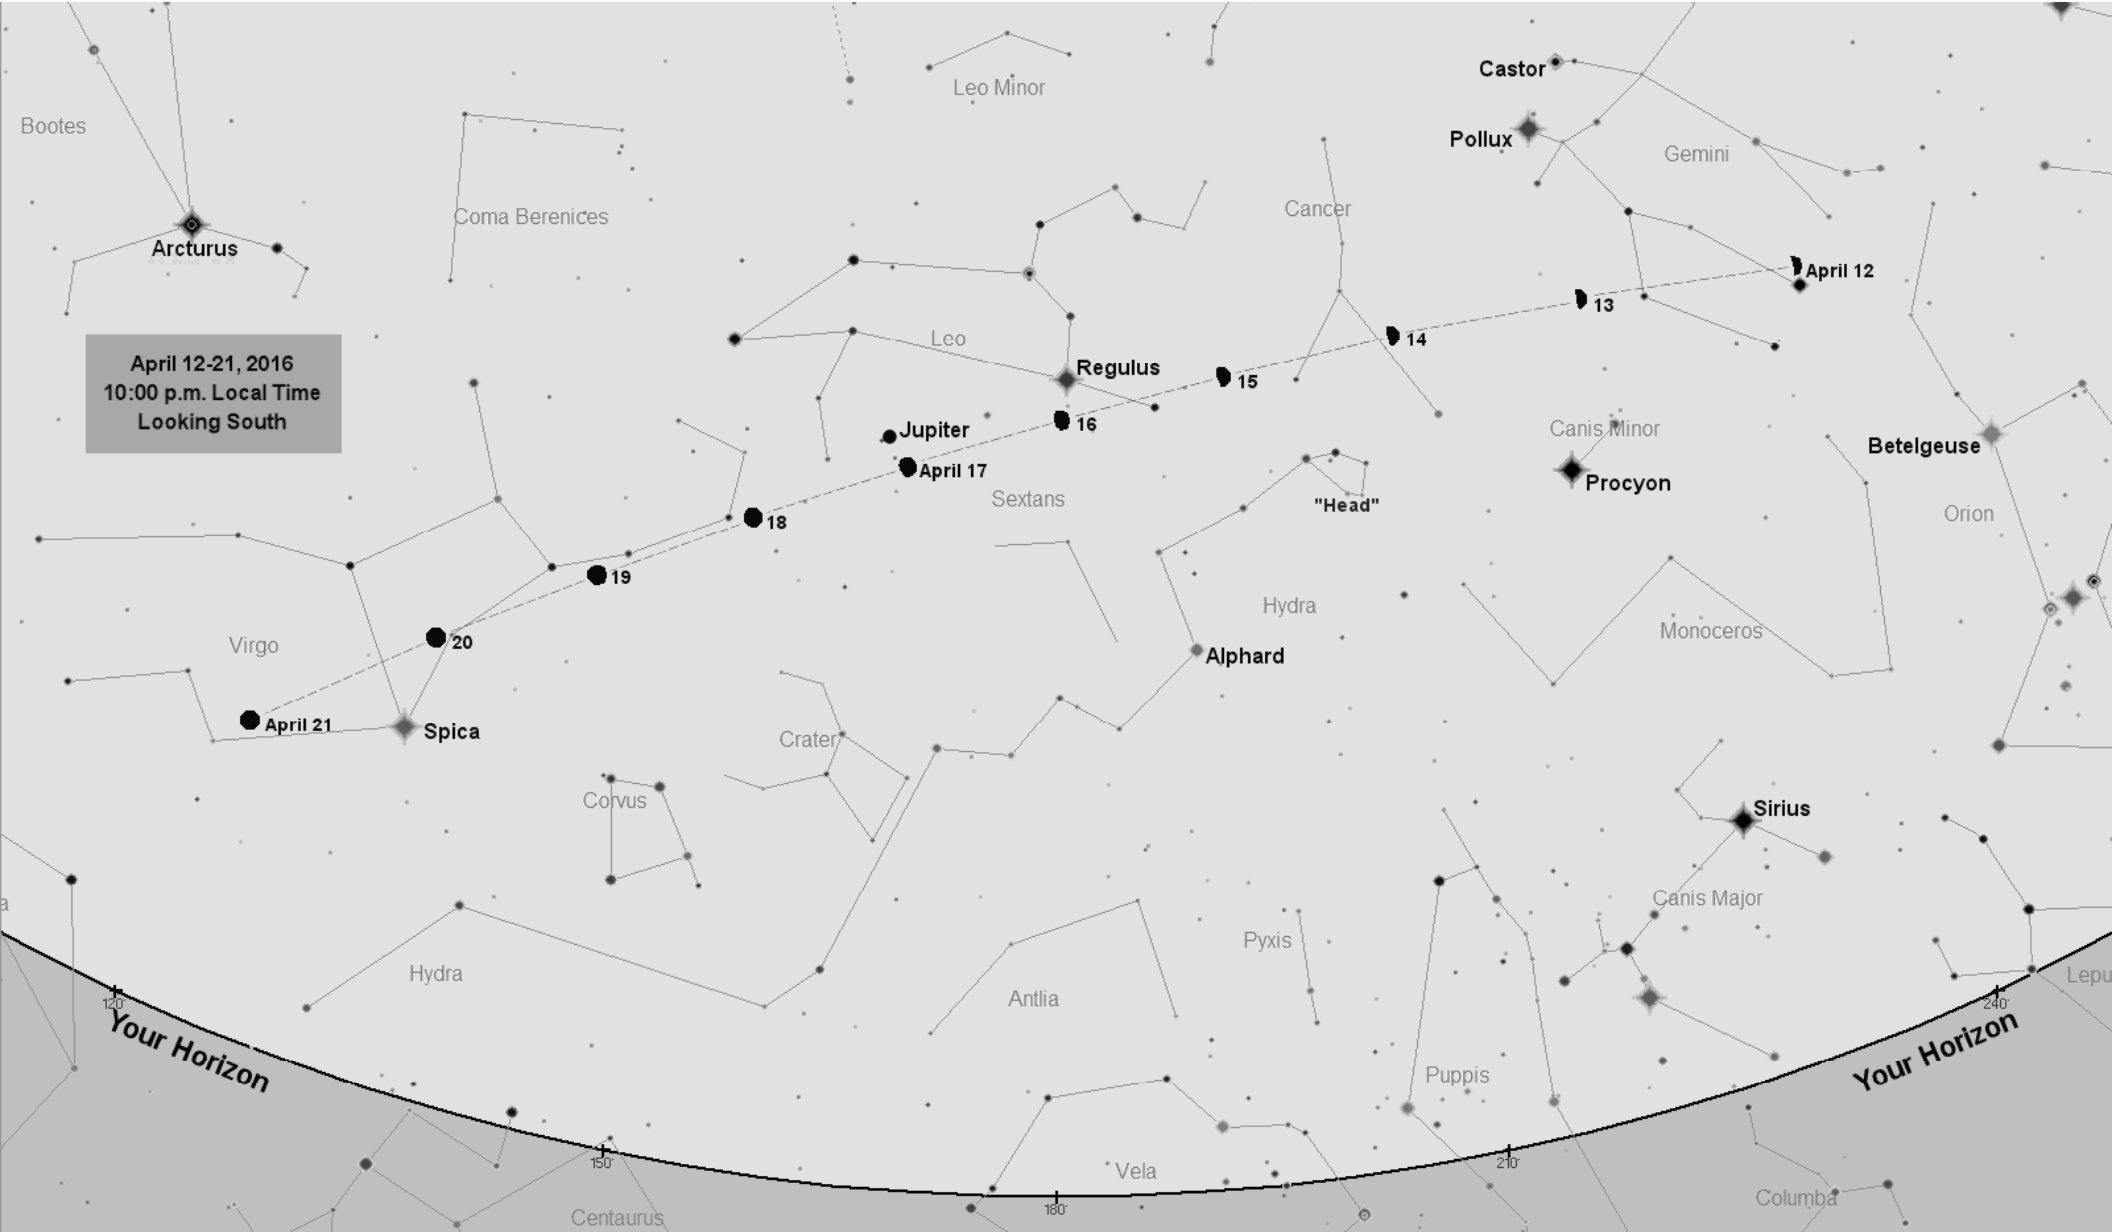 Castor
Leo Minor
Bootes
Pollux
Gemini
Coma Berenices
Cancer
Arcturus
April 12
13
Leo
14
April 12-21, 2016
10:00 p.m. Local Time
Looking South
Regulus
15
16
Jupiter
Canis Minor
Betelgeuse
April 17
Procyon
Sextans
"Head"
Orion
18
19
Hydra
Monoceros
20
Virgo
Alphard
April 21
Spica
Crater
Corvus
Sirius
Canis Major
a
Pyxis
Hydra
Antlia
Lepu
120°
240°
Your Horizon
Your Horizon
Puppis
150°
210°
Vela
Columba
180°
Centaurus